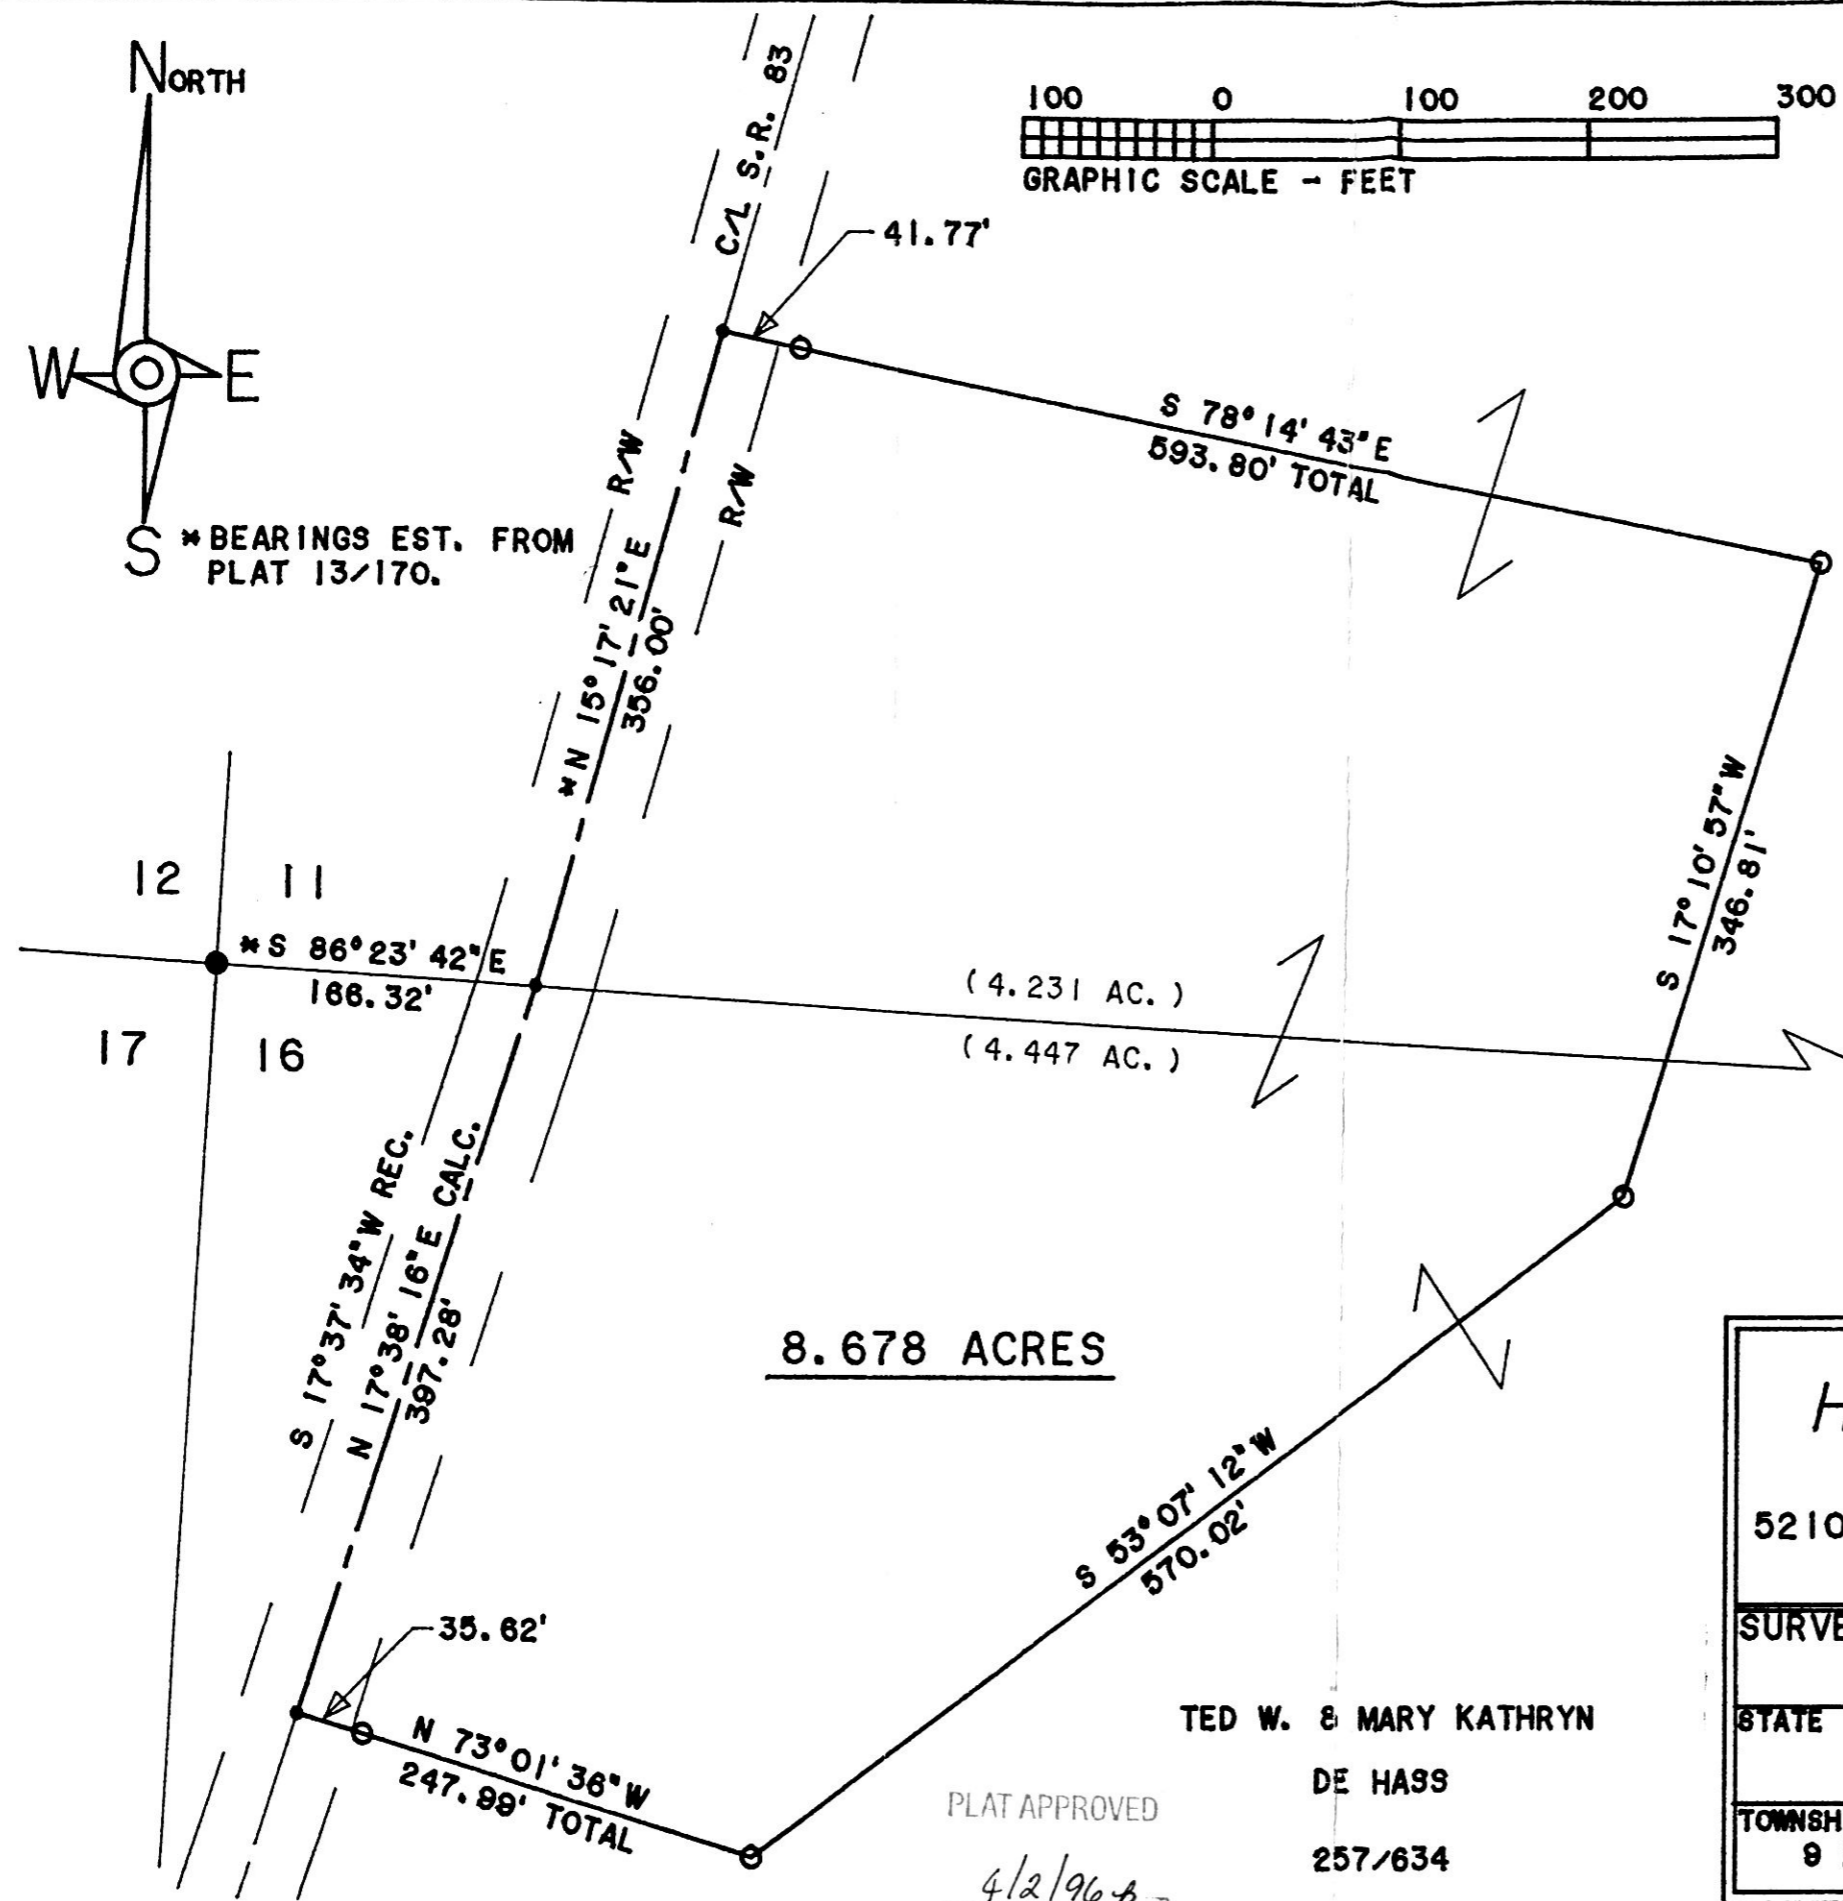 NORTH
W E
S
* BEARINGS EST. FROM
PLAT 13/170.
C/L S.R. 83
100 0 100 200 300
GRAPHIC SCALE - FEET
41.77'
S 78° 14' 43" E
593.80' TOTAL
R/W
R/W
* N 15° 17' 21" E
356.00'
S 17° 10' 57" W
346.81'
12 11
* S 86° 23' 42" E
166.32'
17 16
( 4.231 AC. )
( 4.447 AC. )
S 17° 37' 34" W REC.
N 17° 38' 16" E CALC.
397.28'
8.678 ACRES
S 53° 07' 12" W
570.02'
35.62'
N 73° 01' 36" W
247.99' TOTAL
TED W. & MARY KATHRYN
DE HASS
257/634
PLAT APPROVED
4/2/96
H
5210
SURVE
STATE
TOWNSH
9